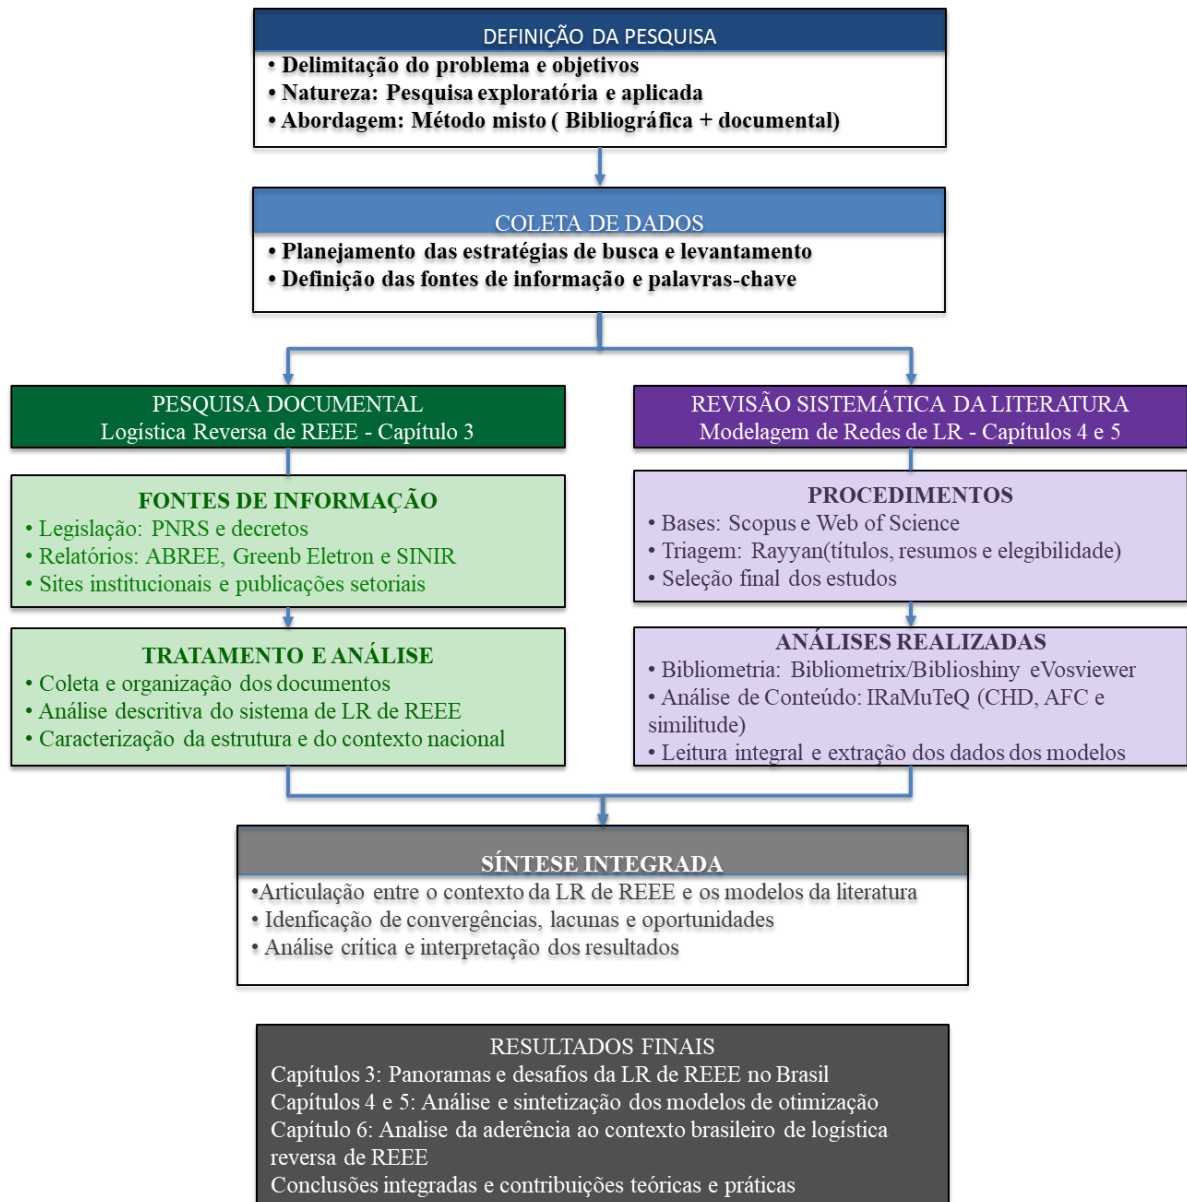 DEFINIÇÃO DA PESQUISA
• Delimitação do problema e objetivos
• Natureza: Pesquisa exploratória e aplicada
• Abordagem: Método misto ( Bibliográfica + documental)
COLETA DE DADOS
• Planejamento das estratégias de busca e levantamento
• Definição das fontes de informação e palavras-chave
PESQUISA DOCUMENTAL
Logística Reversa de REEE - Capítulo 3
FONTES DE INFORMAÇÃO
• Legislação: PNRS e decretos
• Relatórios: ABREE, Greenb Eletron e SINIR
• Sites institucionais e publicações setoriais
TRATAMENTO E ANÁLISE
• Coleta e organização dos documentos
• Análise descritiva do sistema de LR de REEE
• Caracterização da estrutura e do contexto nacional
REVISÃO SISTEMÁTICA DA LITERATURA
Modelagem de Redes de LR - Capítulos 4 e 5
PROCEDIMENTOS
• Bases: Scopus e Web of Science
• Triagem: Rayyan(títulos, resumos e elegibilidade)
• Seleção final dos estudos
ANÁLISES REALIZADAS
• Bibliometria: Bibliometrix/Biblioshiny eVosviewer
• Análise de Conteúdo: IRaMuTeQ (CHD, AFC e
similitude)
• Leitura integral e extração dos dados dos modelos
SÍNTESE INTEGRADA
•Articulação entre o contexto da LR de REEE e os modelos da literatura
• Idenficação de convergências, lacunas e oportunidades
• Análise crítica e interpretação dos resultados
RESULTADOS FINAIS
Capítulos 3: Panoramas e desafios da LR de REEE no Brasil
Capítulos 4 e 5: Análise e sintetização dos modelos de otimização
Capítulo 6: Analise da aderência ao contexto brasileiro de logística
reversa de REEE
Conclusões integradas e contribuições teóricas e práticas